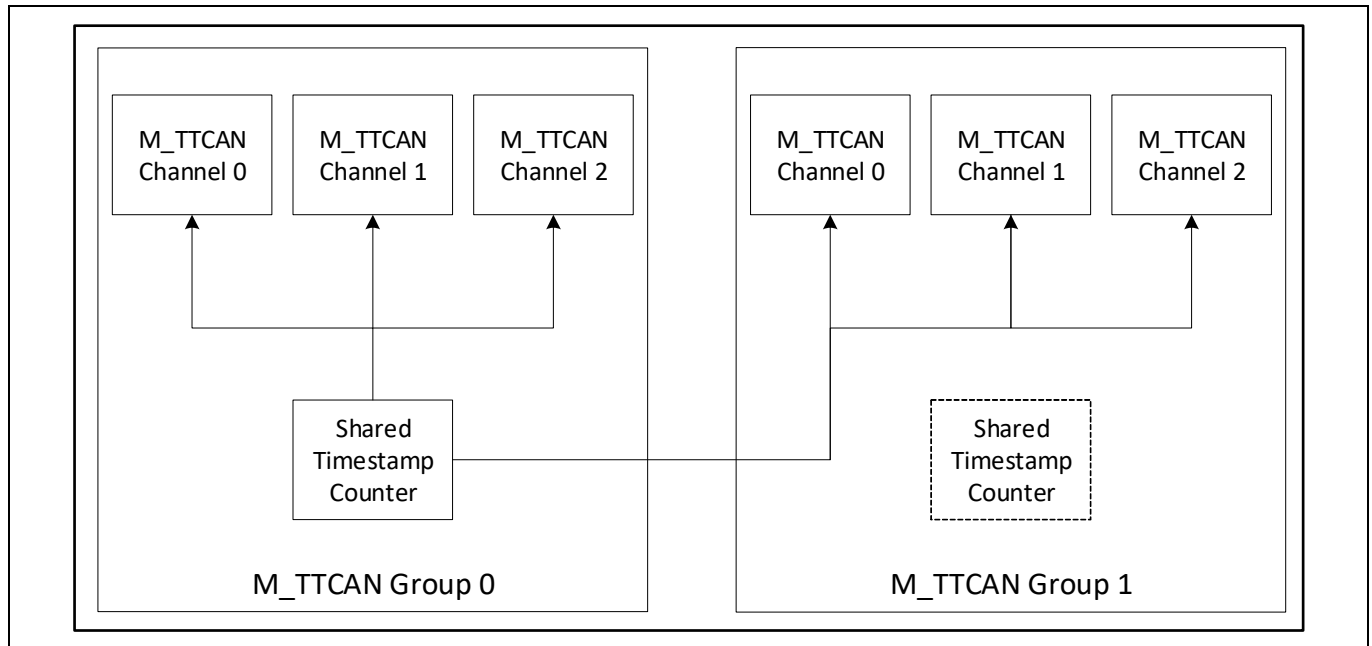 M_TTCAN
Channel 0
M_TTCAN
Channel 1
M_TTCAN
Channel 2
Shared
Timestamp
Counter
M_TTCAN Group 0
M_TTCAN
Channel 0
M_TTCAN
Channel 1
M_TTCAN
Channel 2
Shared
Timestamp
Counter
M_TTCAN Group 1